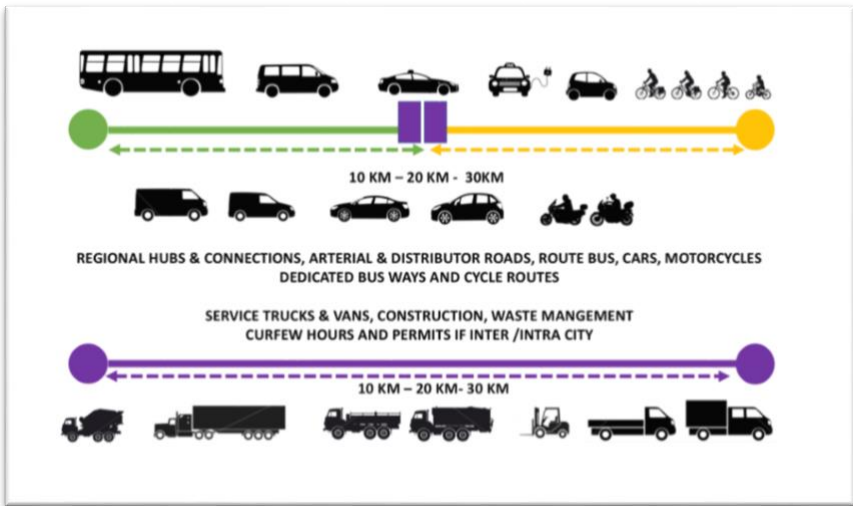 10 KM – 20 KM - 30KM
REGIONAL HUBS & CONNECTIONS, ARTERIAL & DISTRIBUTOR ROADS, ROUTE BUS, CARS, MOTORCYCLES
DEDICATED BUS WAYS AND CYCLE ROUTES
SERVICE TRUCKS & VANS, CONSTRUCTION, WASTE MANGEMENT
CURFEW HOURS AND PERMITS IF INTER /INTRA CITY
10 KM – 20 KM- 30 KM